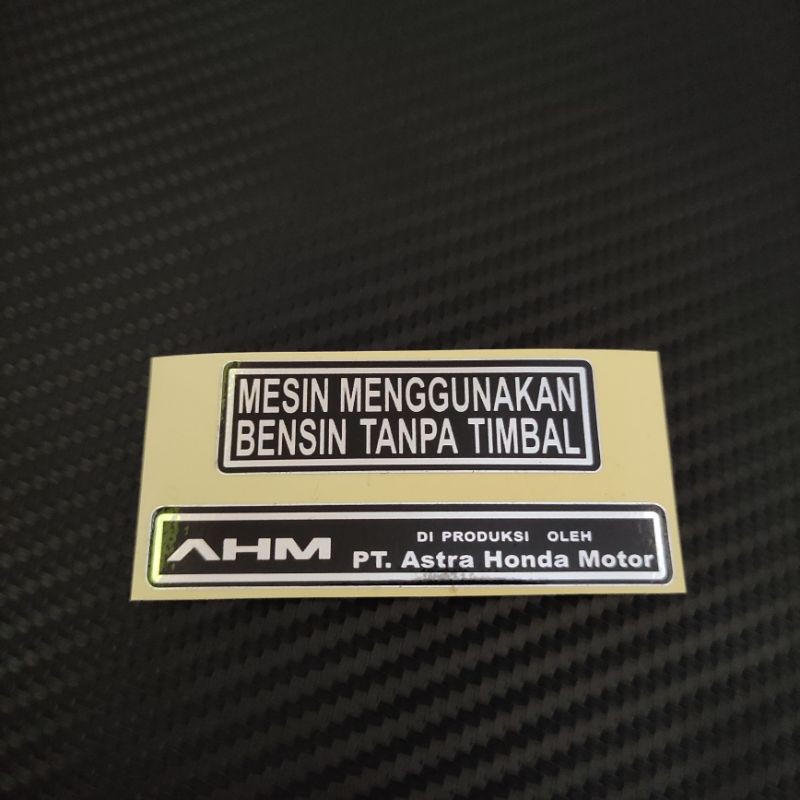 MESIN MENGGUNAKAN
BENSIN TANPA TIMBAL
AHM
DI PRODUKSI OLEH
PT. Astra Honda Motor